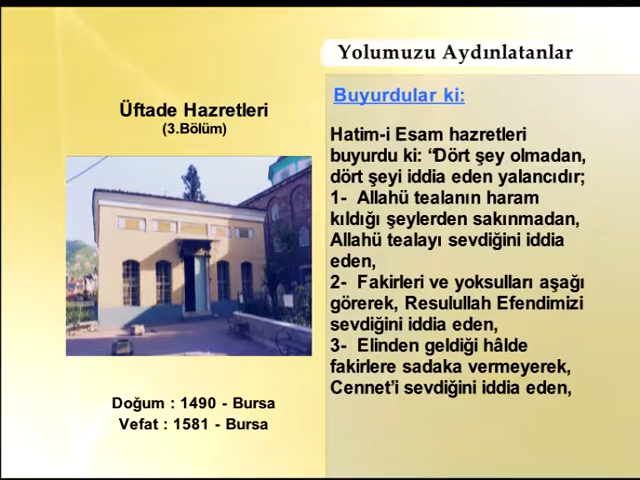 Yolumuzu Aydınlatanlar
Üftade Hazretleri
(3.Bölüm)
Doğum : 1490 - Bursa
Vefat : 1581 - Bursa
Buyurdular ki:
Hatim-i Esam hazretleri
buyurdu ki: “Dört şey olmadan,
dört şeyi iddia eden yalancıdır;
1- Allahü tealanın haram
kıldığı şeylerden sakınmadan,
Allahü tealayı sevdiğini iddia
eden,
2- Fakirleri ve yoksulları aşağı
görerek, Resulullah Efendimizi
sevdiğini iddia eden,
3- Elinden geldiği hâlde
fakirlere sadaka vermeyerek,
Cennet’i sevdiğini iddia eden,